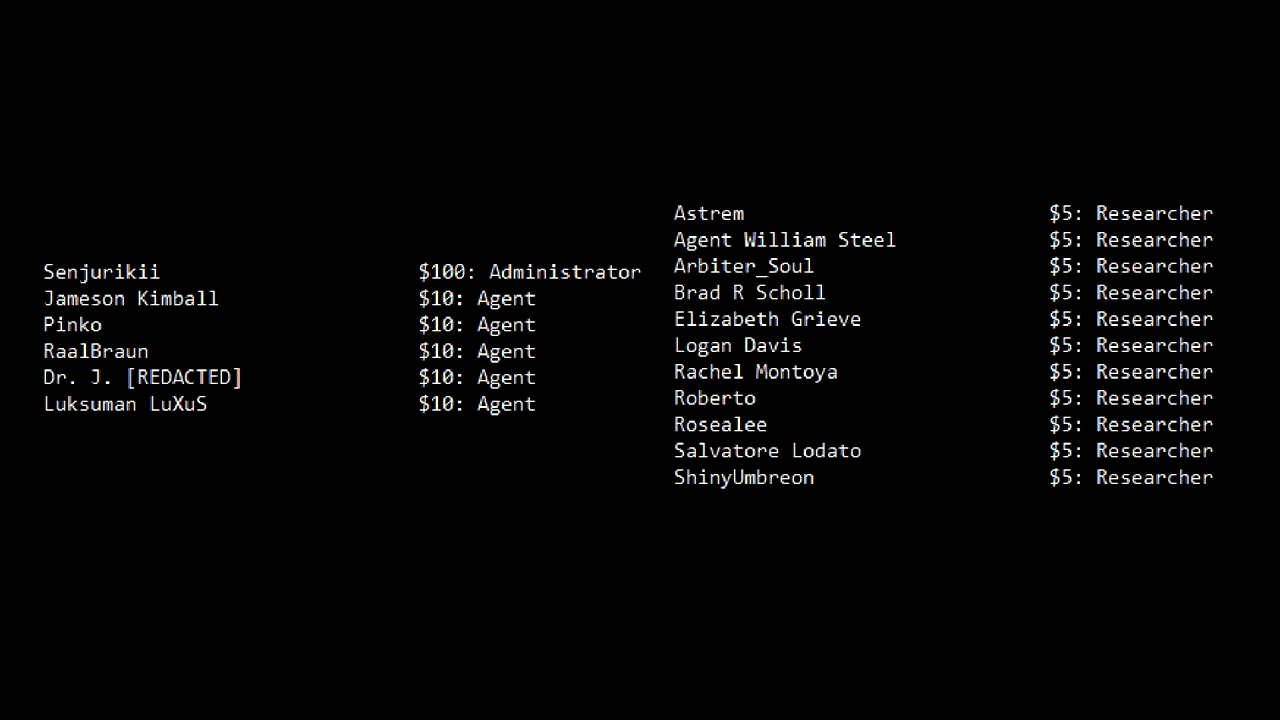 Senjurikii $100: Administrator
Jameson Kimball $10: Agent
Pinko $10: Agent
RaalBraun $10: Agent
Dr. J. [REDACTED] $10: Agent
Luksuman LuXuS $10: Agent
Astrem $5: Researcher
Agent William Steel $5: Researcher
Arbiter_Soul $5: Researcher
Brad R Scholl $5: Researcher
Elizabeth Grieve $5: Researcher
Logan Davis $5: Researcher
Rachel Montoya $5: Researcher
Roberto $5: Researcher
Rosealee $5: Researcher
Salvatore Lodato $5: Researcher
ShinyUmbreon $5: Researcher